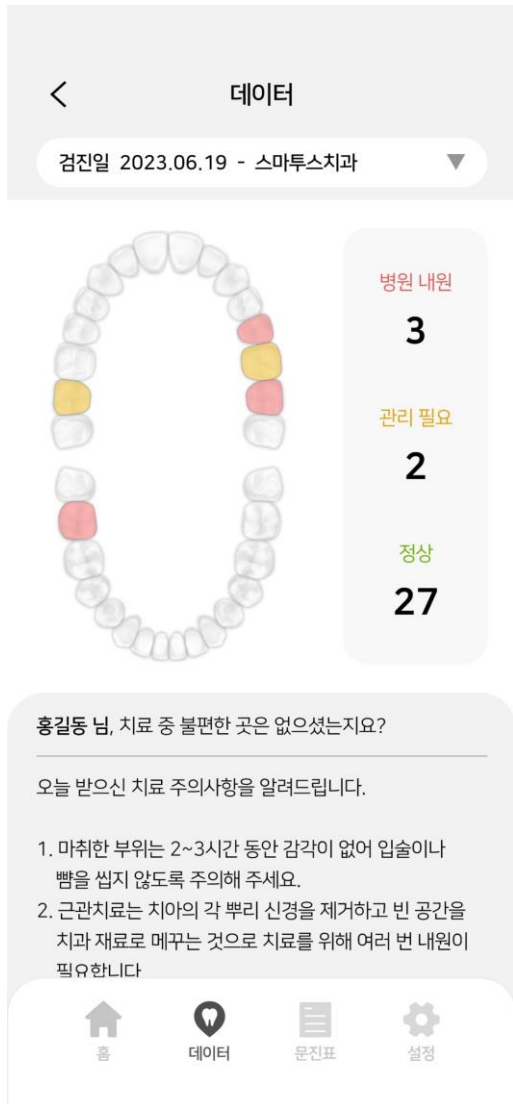 데이터
검진일 2023.06.19 - 스마투스치과
병원 내원
3
관리 필요
2
정상
27
홍길동 님, 치료 중 불편한 곳은 없으셨는지요?
오늘 받으신 치료 주의사항을 알려드립니다.
1. 마취한 부위는 2~3시간 동안 감각이 없어 입술이나
뺨을 씹지 않도록 주의해 주세요.
2. 근관치료는 치아의 각 뿌리 신경을 제거하고 빈 공간을
치과 재료로 메꾸는 것으로 치료를 위해 여러 번 내원이
필요합니다
홈
데이터
문진표
설정